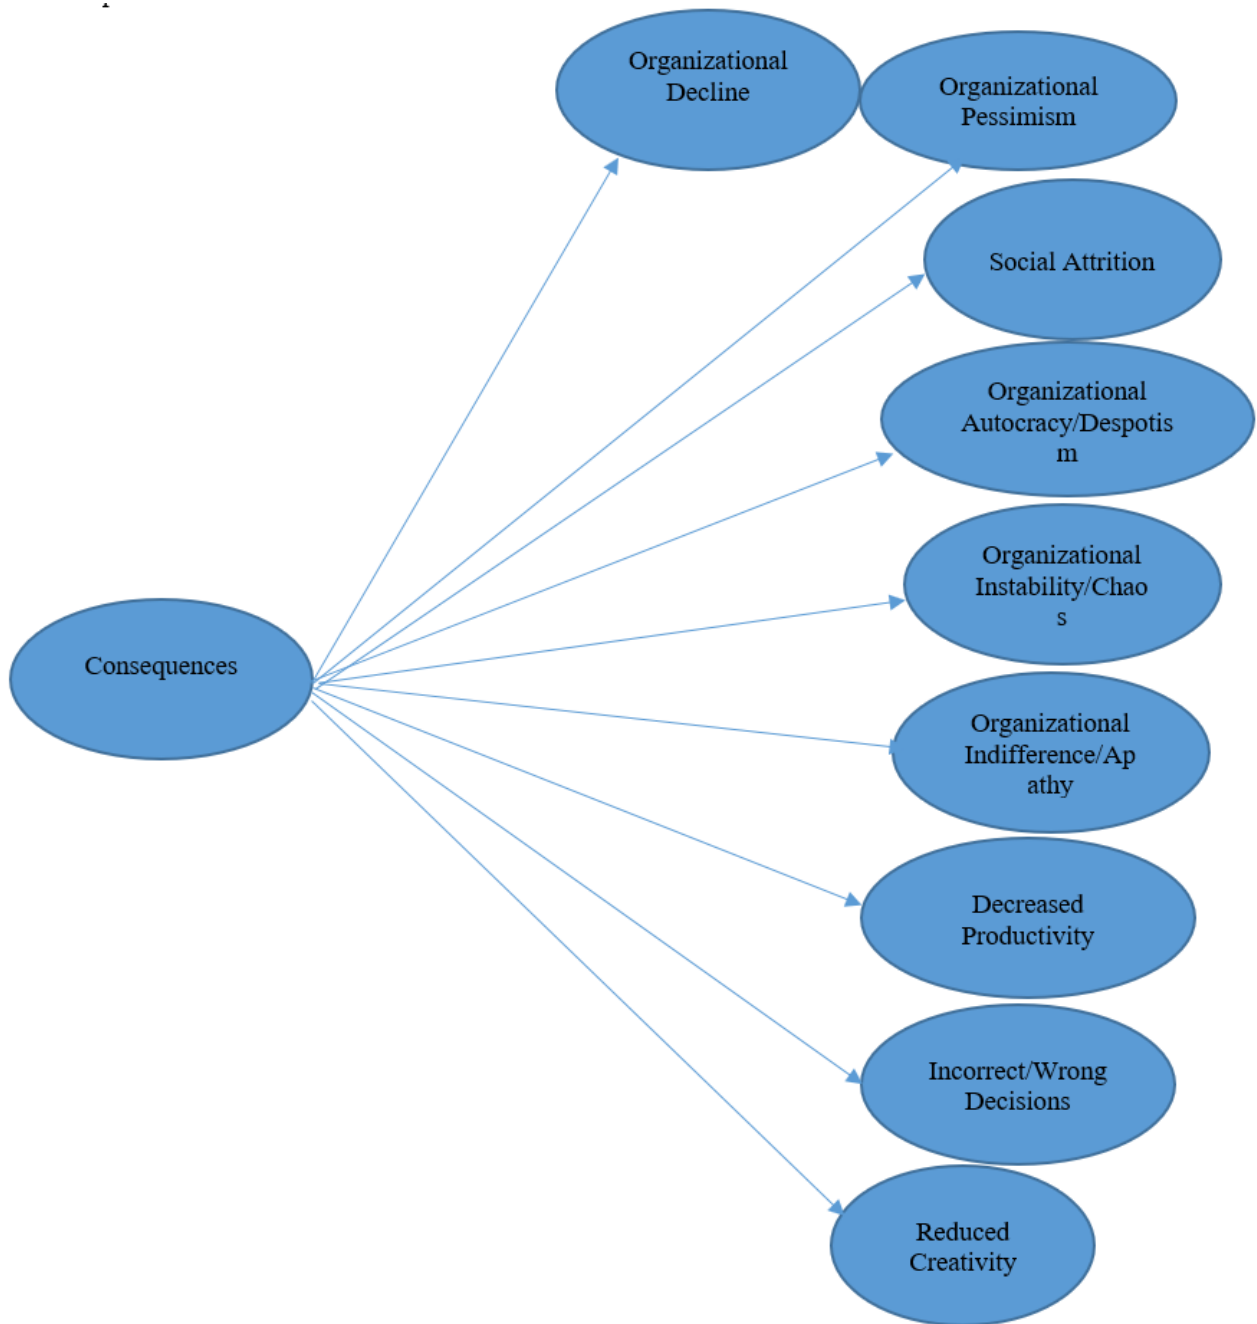 Organizational
Decline
Organizational
Pessimism
Social Attrition
Organizational
Autocracy/Despotis
m
Organizational
Instability/Chao
s
Consequences
Organizational
Indifference/Ap
athy
Decreased
Productivity
Incorrect/Wrong
Decisions
Reduced
Creativity